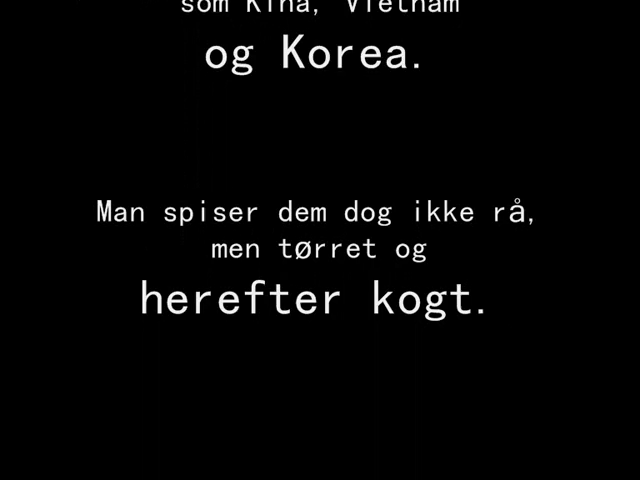 som Kina, Vietnam
og Korea.
Man spiser dem dog ikke rå,
men tørret og
herefter kogt.